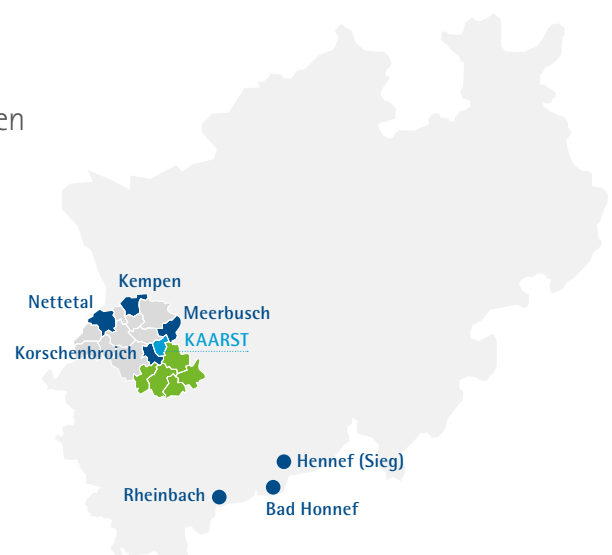 en
Kempen
Nettetal
Meerbusch
KAARST
Korschenbroich
Hennef (Sieg)
Rheinbach
Bad Honnef